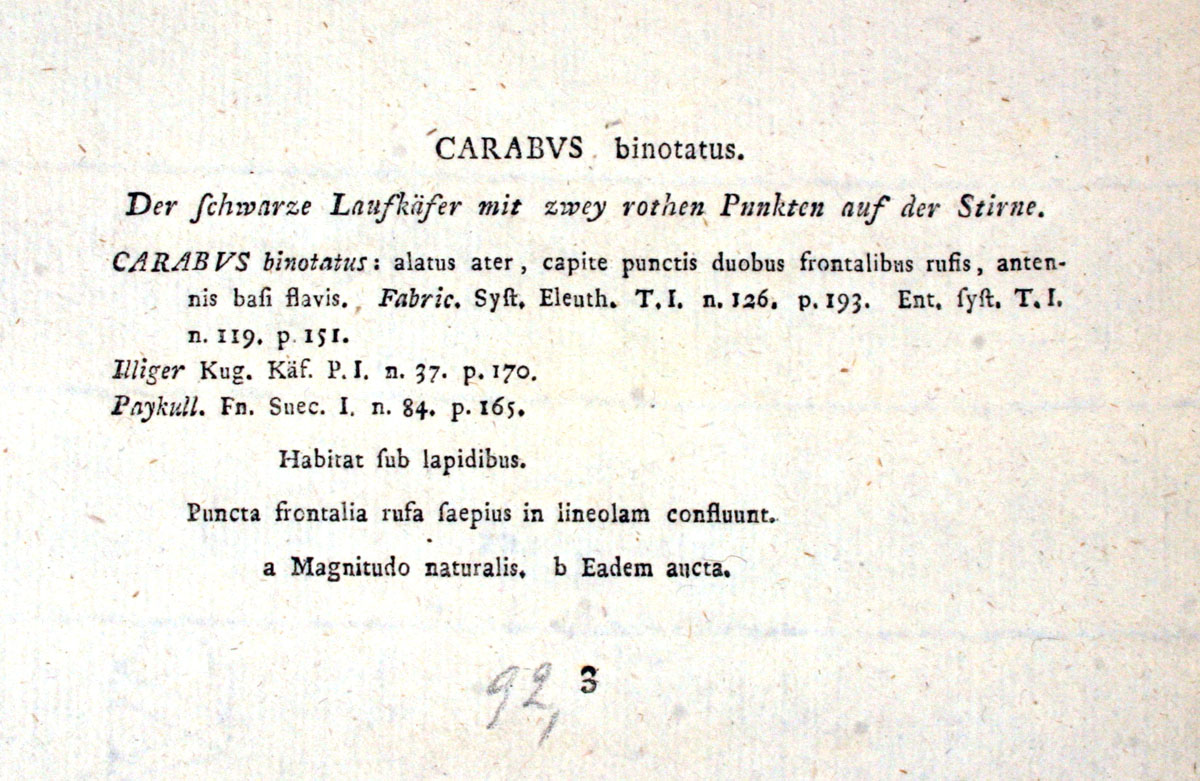 CARABVS binotatus.
Der ſchwarze Laufkäfer mit zwey rothen Punkten auf der Stirne.
CARABVS binotatus: alatus ater, capite punctis duobus frontalibus rufis, anten-
nis baſi flavis. Fabric. Syſt. Eleuth. T. I. n. 126. p. 193. Ent. ſyſt. T. I.
n. 119. p. 151.
Illiger Kug. Käf. P. I. n. 37. p. 170.
Paykull. Fn. Suec. I. n. 84. p. 165.
Habitat ſub lapidibus.
Puncta frontalia rufa ſaepius in lineolam confluunt.
a Magnitudo naturalis. b Eadem aucta.
92, 3